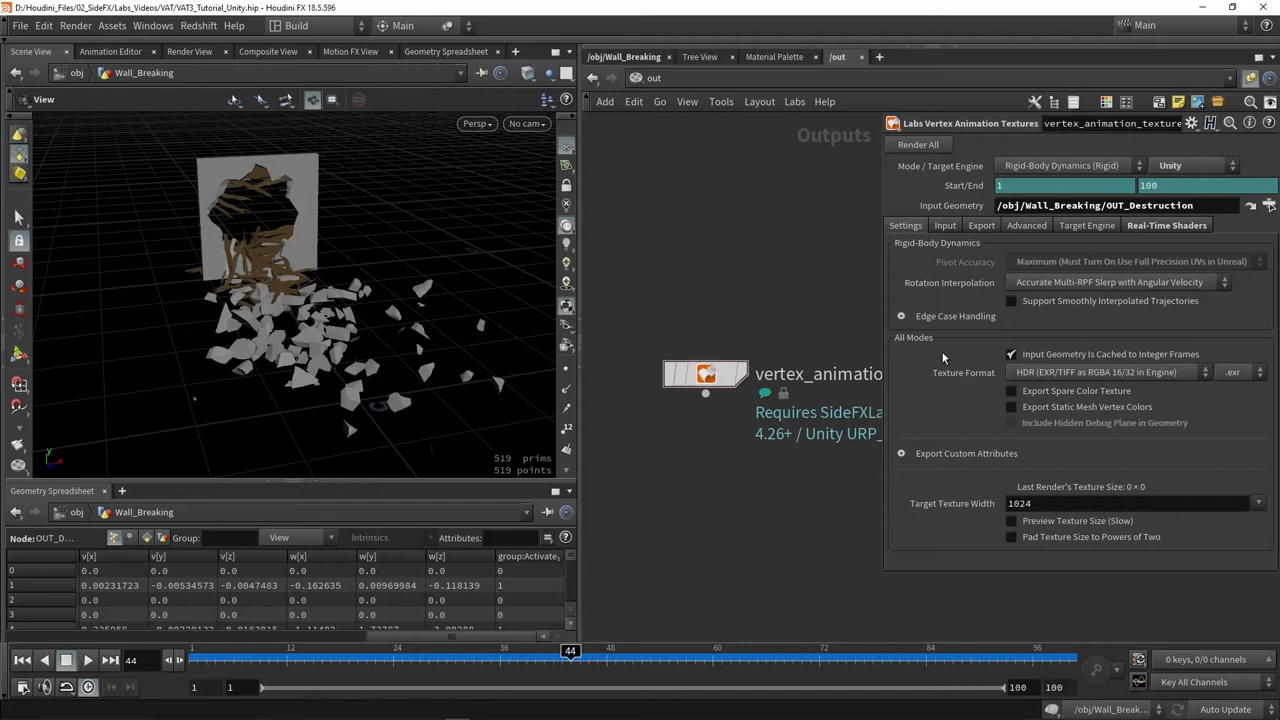 D:/Houdini_Files/02_SideFX/Labs_Videos/VAT/VAT3_Tutorial_Unity.hip - Houdini FX 18.5.596
File Edit Render Assets Windows Redshift Help Build Main Main
Scene View Animation Editor Render View Composite View Motion FX View Geometry Spreadsheet
obj Wall_Breaking
View
Persp No cam
519 prims
519 points
Geometry Spreadsheet
obj Wall_Breaking
Node: OUT_D... Group: View Intrinsics Attributes:
v[x] v[y] v[z] w[x] w[y] w[z] group:Activate
0 0.0 0.0 0.0 0.0 0.0 0.0 0
1 0.00231723 -0.00534573 -0.0047483 -0.162635 0.00969984 -0.118139 1
2 0.0 0.0 0.0 0.0 0.0 0.0 0
3 0.0 0.0 0.0 0.0 0.0 0.0 0
/obj/Wall_Breaking Tree View Material Palette /out
out
Add Edit Go View Tools Layout Labs Help
Outputs
vertex_animatio
Requires SideFXLa
4.26+ / Unity URP_
Labs Vertex Animation Textures vertex_animation_texture
Render All
Mode / Target Engine Rigid-Body Dynamics (Rigid) Unity
Start/End 1 100
Input Geometry /obj/Wall_Breaking/OUT_Destruction
Settings Input Export Advanced Target Engine Real-Time Shaders
Rigid-Body Dynamics
Pivot Accuracy Maximum (Must Turn On Use Full Precision UVs in Unreal)
Rotation Interpolation Accurate Multi-RPF Slerp with Angular Velocity
Support Smoothly Interpolated Trajectories
Edge Case Handling
All Modes
Input Geometry Is Cached to Integer Frames
Texture Format HDR (EXR/TIFF as RGBA 16/32 in Engine) .exr
Export Spare Color Texture
Export Static Mesh Vertex Colors
Include Hidden Debug Plane in Geometry
Export Custom Attributes
Last Render's Texture Size: 0 × 0
Target Texture Width 1024
Preview Texture Size (Slow)
Pad Texture Size to Powers of Two
44 1 12 24 36 44 48 60 72 84 96
1 1 100 100
0 keys, 0/0 channels
Key All Channels
/obj/Wall_Break... Auto Update